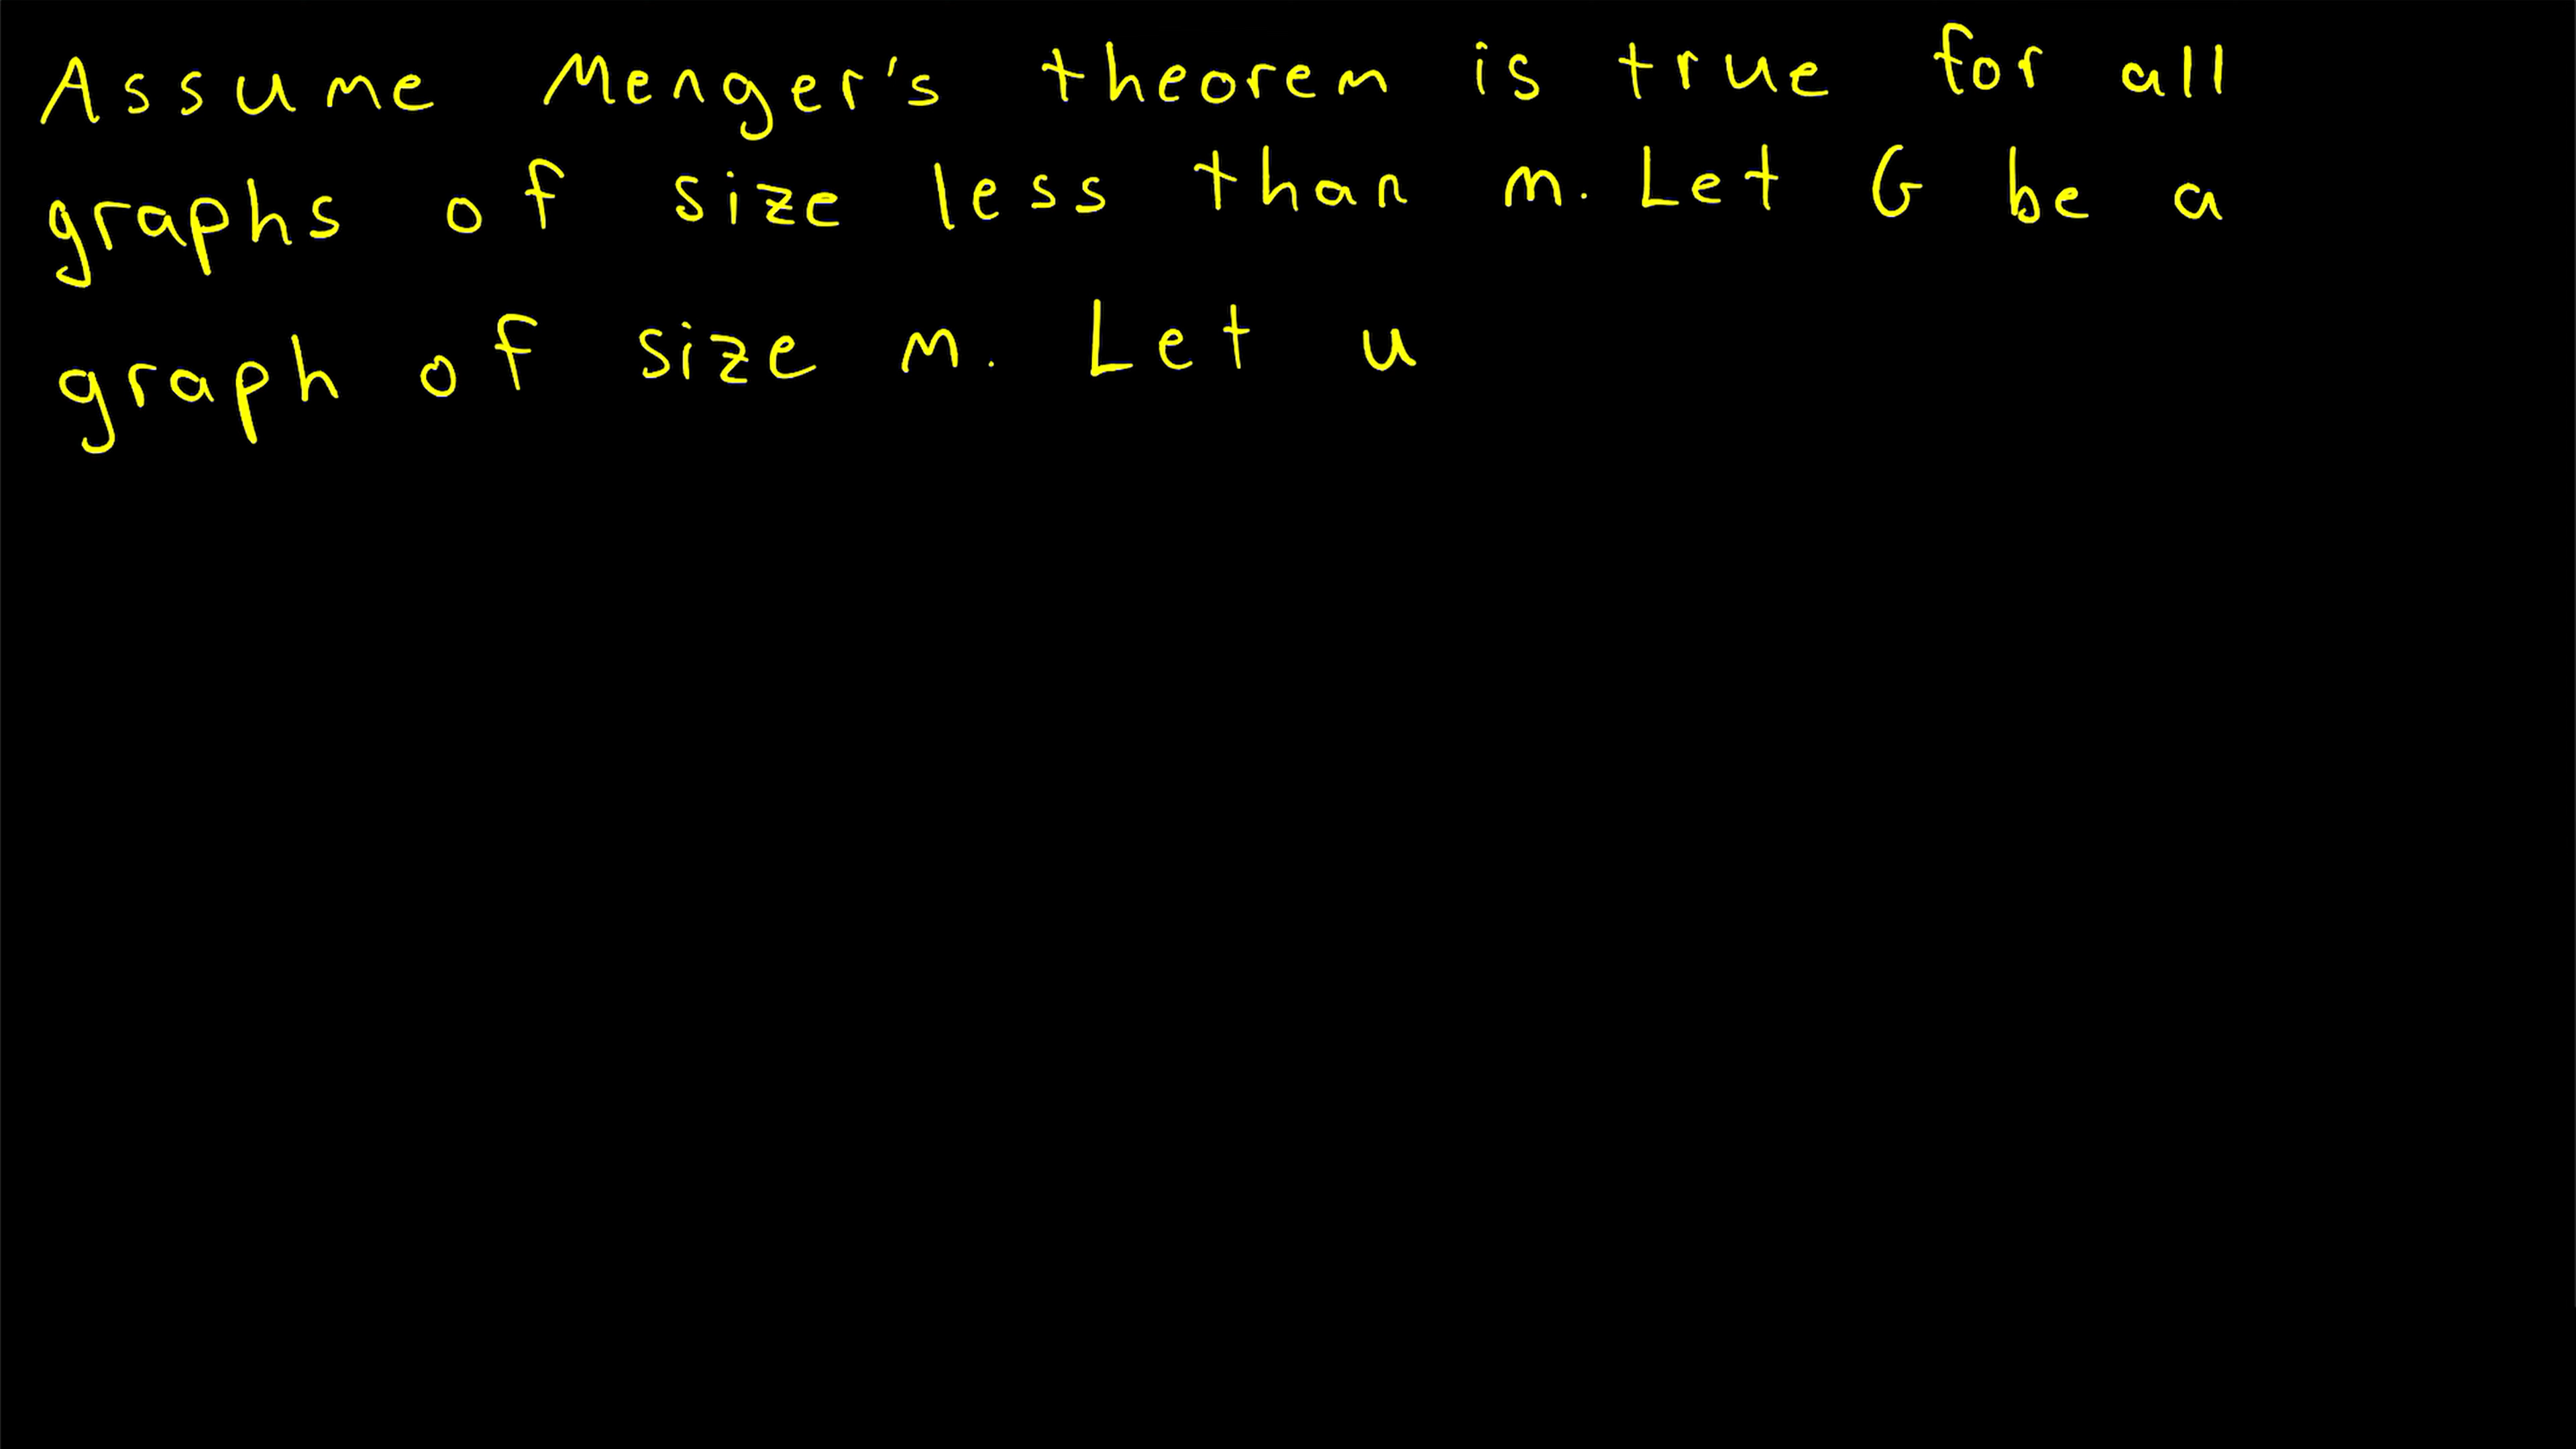 Assume Menger's theorem is true for all
graphs of size less than m. Let G be a
graph of size m. Let u